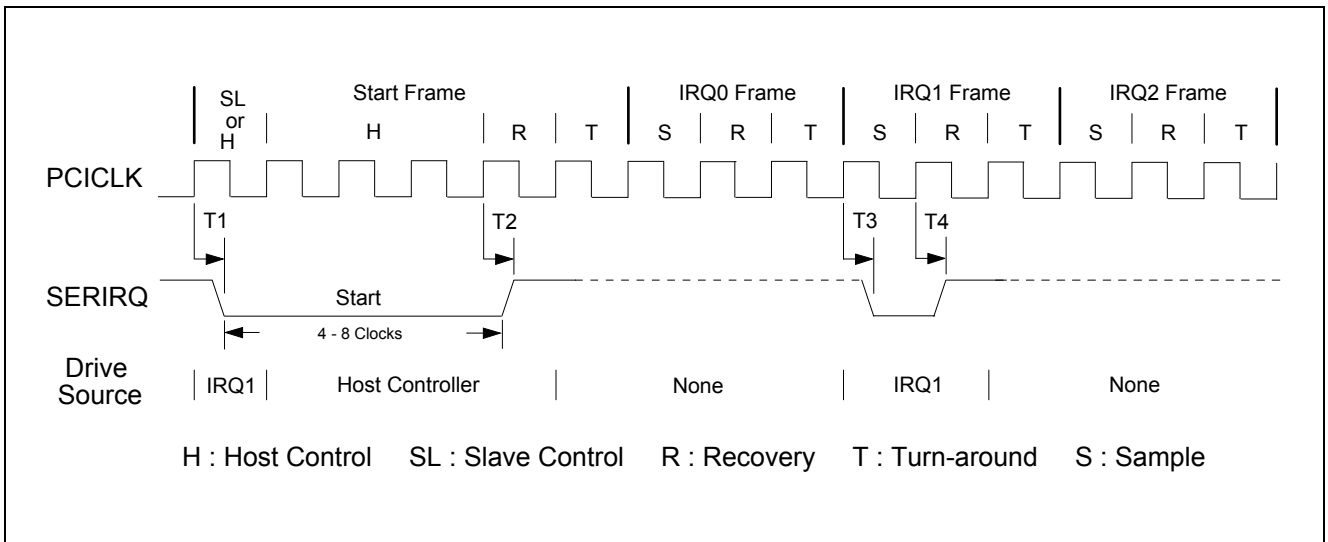 Start Frame IRQ0 Frame IRQ1 Frame IRQ2 Frame
SL
or
H
H R T S R T S R T S R T
PCICLK
T1 T2 T3 T4
SERIRQ
Start
4 - 8 Clocks
Drive
Source
IRQ1 Host Controller None IRQ1 None
H : Host Control SL : Slave Control R : Recovery T : Turn-around S : Sample